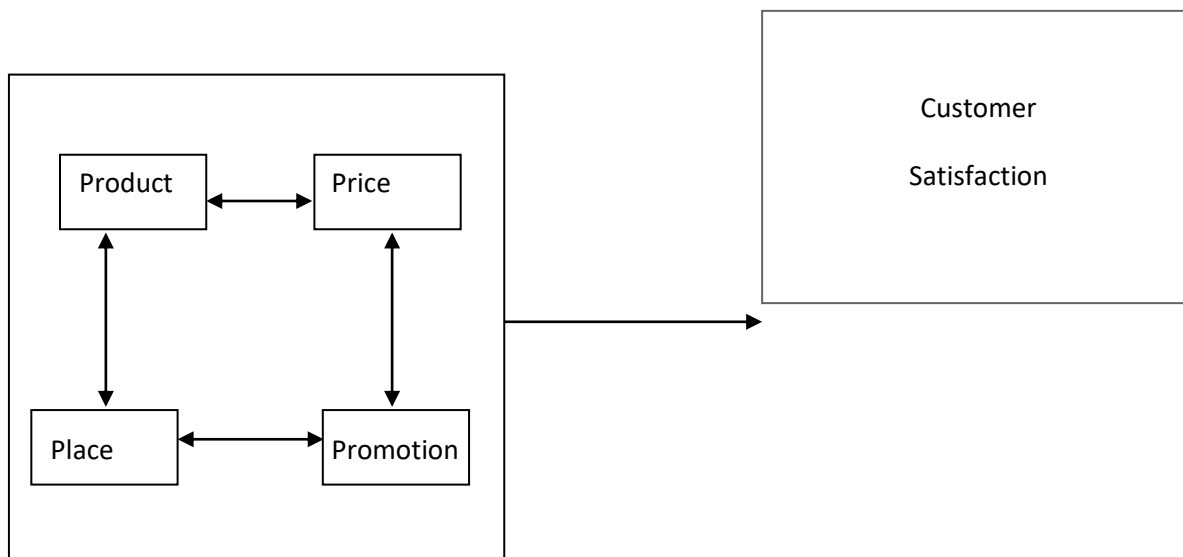 Customer
Satisfaction
Product
Price
Place
Promotion